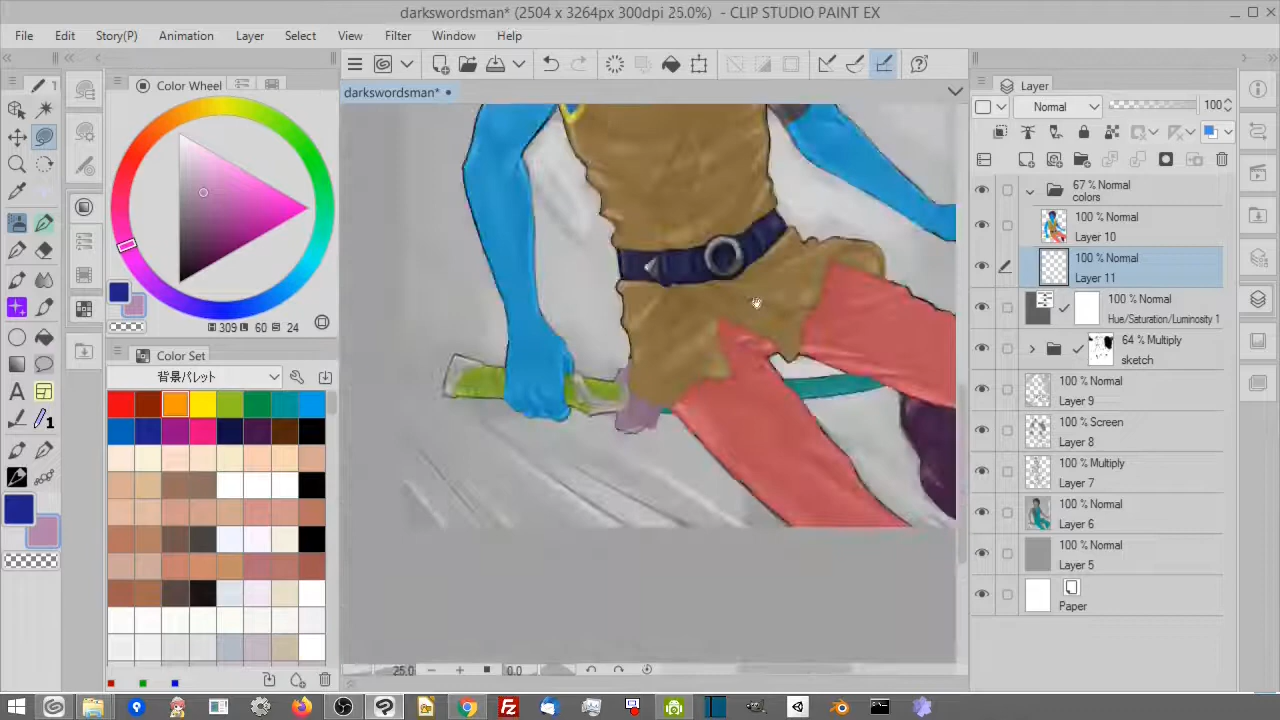 darkswordsman* (2504 x 3264px 300dpi 25.0%) - CLIP STUDIO PAINT EX
File Edit Story(P) Animation Layer Select View Filter Window Help
Color Wheel
Layer
darkswordsman*
Normal 100
67 % Normal
colors
100 % Normal
Layer 10
100 % Normal
Layer 11
100 % Normal
Hue/Saturation/Luminosity 1
64 % Multiply
sketch
100 % Normal
Layer 9
100 % Screen
Layer 8
100 % Multiply
Layer 7
100 % Normal
Layer 6
100 % Normal
Layer 5
Paper
H 309 L 60 S 24
Color Set
背景パレット
A
1
25.0
0.0